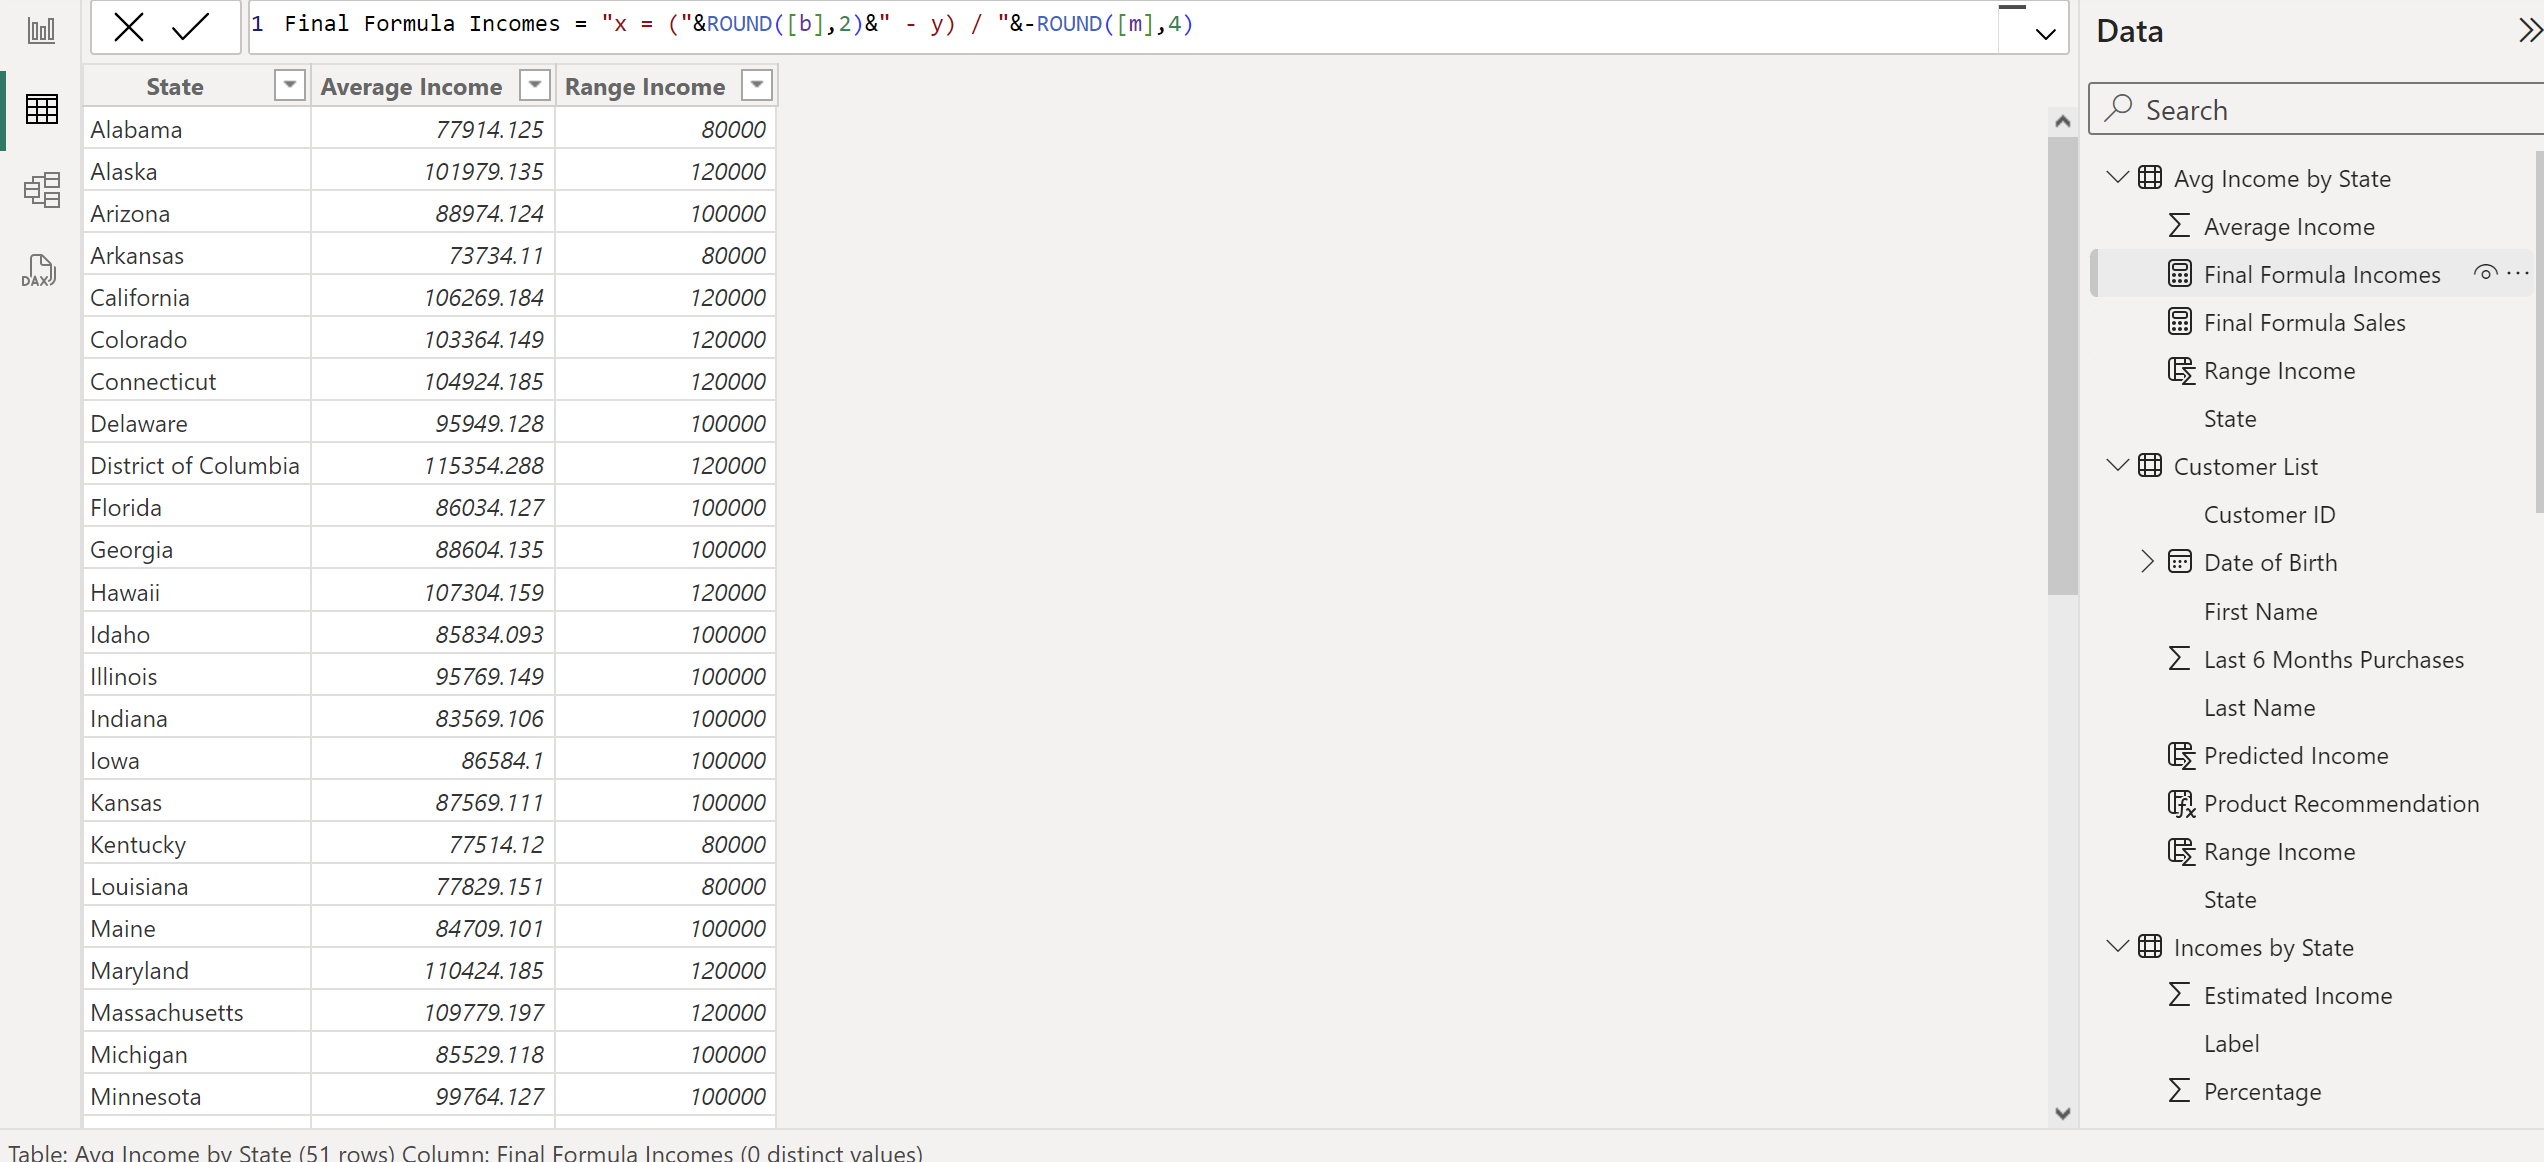 1 Final Formula Incomes = "x = ("&ROUND([b],2)&" - y) / "&-ROUND([m],4)
State Average Income Range Income
Alabama 77914.125 80000
Alaska 101979.135 120000
Arizona 88974.124 100000
Arkansas 73734.11 80000
California 106269.184 120000
Colorado 103364.149 120000
Connecticut 104924.185 120000
Delaware 95949.128 100000
District of Columbia 115354.288 120000
Florida 86034.127 100000
Georgia 88604.135 100000
Hawaii 107304.159 120000
Idaho 85834.093 100000
Illinois 95769.149 100000
Indiana 83569.106 100000
Iowa 86584.1 100000
Kansas 87569.111 100000
Kentucky 77514.12 80000
Louisiana 77829.151 80000
Maine 84709.101 100000
Maryland 110424.185 120000
Massachusetts 109779.197 120000
Michigan 85529.118 100000
Minnesota 99764.127 100000
Table: Avg Income by State (51 rows) Column: Final Formula Incomes (0 distinct values)
DAX
Data
Search
Avg Income by State
Average Income
Final Formula Incomes
Final Formula Sales
Range Income
State
Customer List
Customer ID
Date of Birth
First Name
Last 6 Months Purchases
Last Name
Predicted Income
Product Recommendation
Range Income
State
Incomes by State
Estimated Income
Label
Percentage